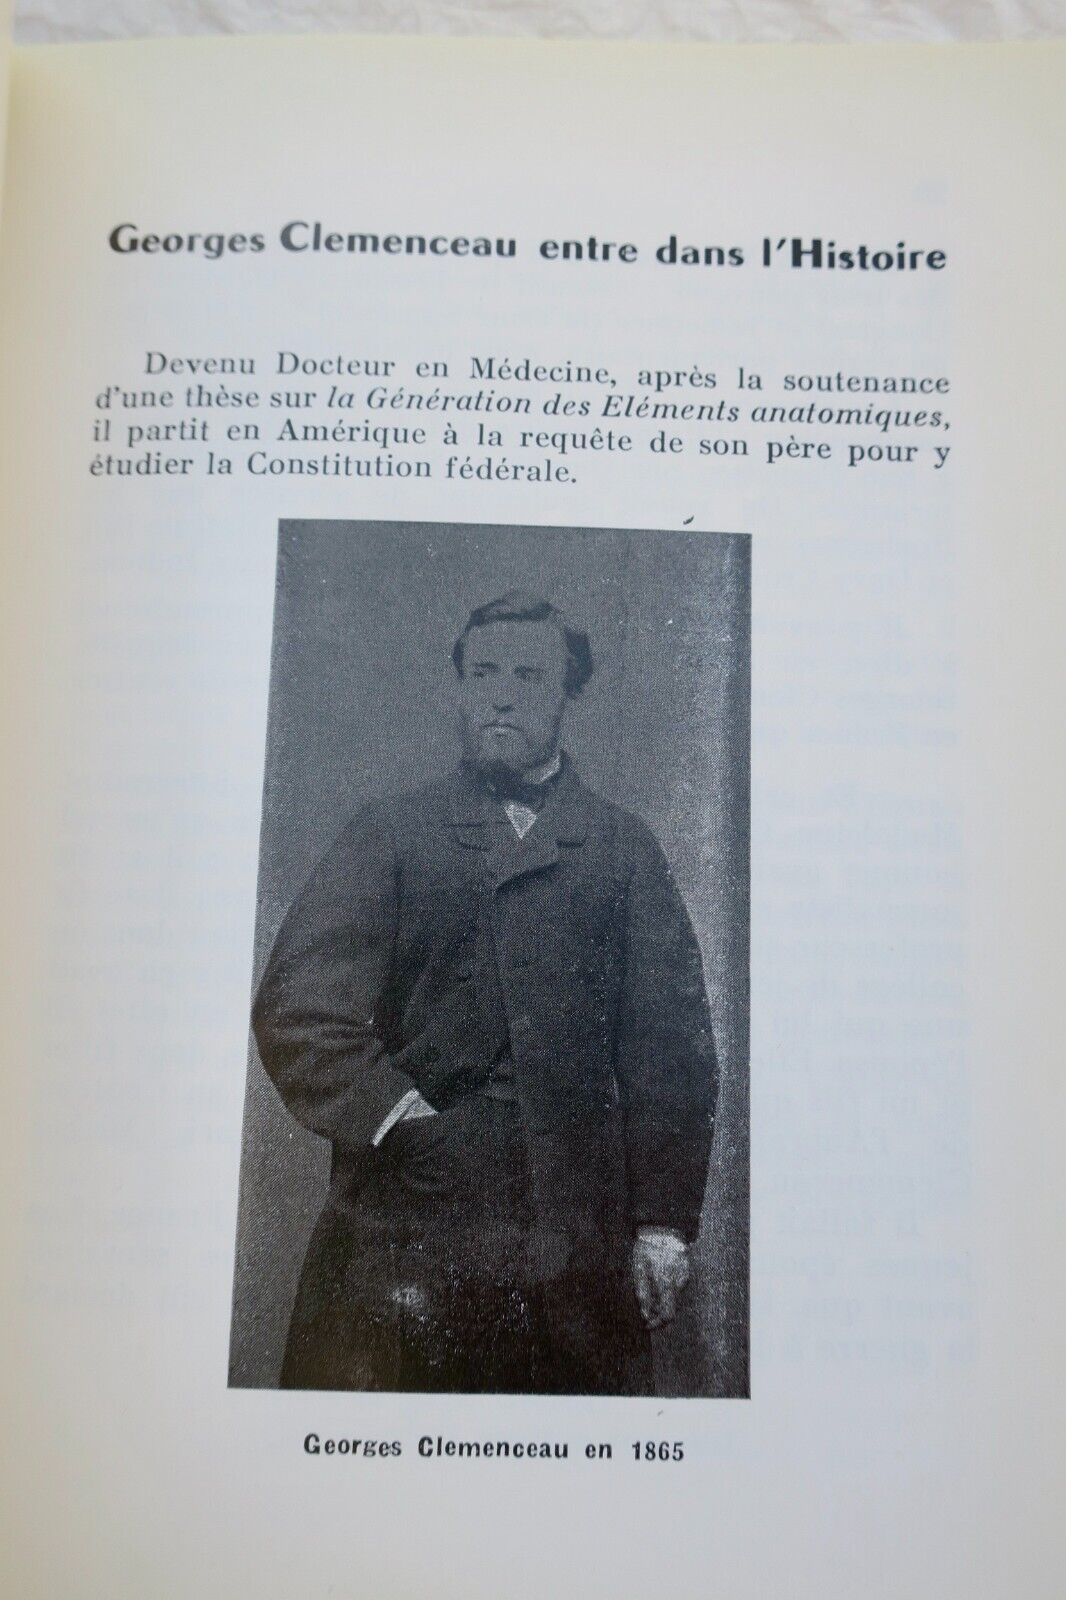 Georges Clemenceau entre dans l'Histoire
Devenu Docteur en Médecine, après la soutenance
d'une thèse sur la Génération des Eléments anatomiques,
il partit en Amérique à la requête de son père pour y
étudier la Constitution fédérale.
Georges Clemenceau en 1865